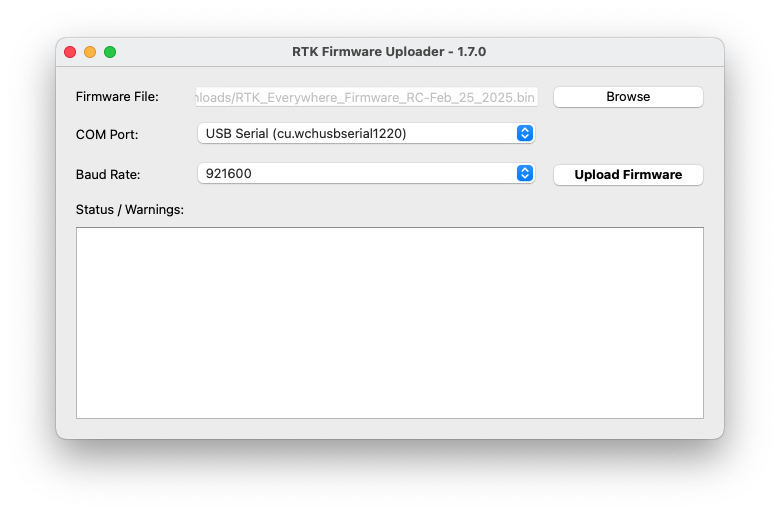 RTK Firmware Uploader - 1.7.0
Firmware File: nloads/RTK_Everywhere_Firmware_RC-Feb_25_2025.bin Browse
COM Port: USB Serial (cu.wchusbserial1220)
Baud Rate: 921600 Upload Firmware
Status / Warnings: